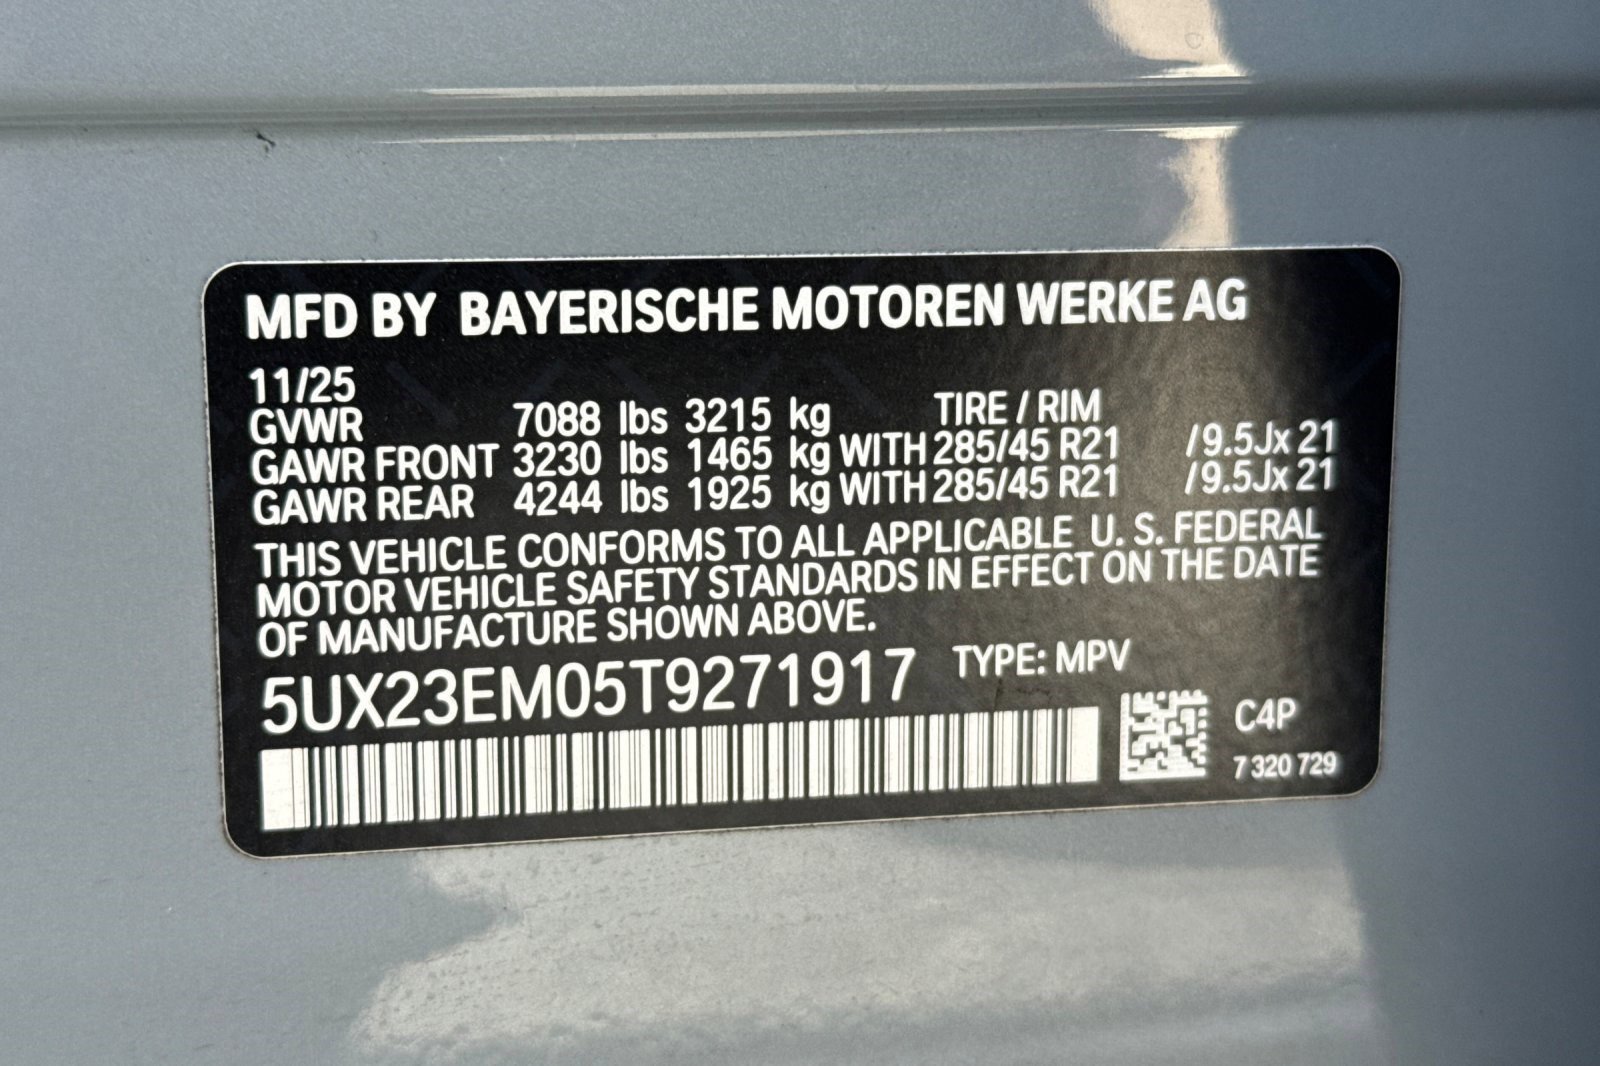 MFD BY BAYERISCHE MOTOREN WERKE AG
11/25
GVWR 7088 lbs 3215 kg TIRE / RIM
GAWR FRONT 3230 lbs 1465 kg WITH 285/45 R21 /9.5Jx 21
GAWR REAR 4244 lbs 1925 kg WITH 285/45 R21 /9.5Jx 21
THIS VEHICLE CONFORMS TO ALL APPLICABLE U. S. FEDERAL
MOTOR VEHICLE SAFETY STANDARDS IN EFFECT ON THE DATE
OF MANUFACTURE SHOWN ABOVE.
5UX23EM05T9271917 TYPE: MPV
C4P
7 320 729